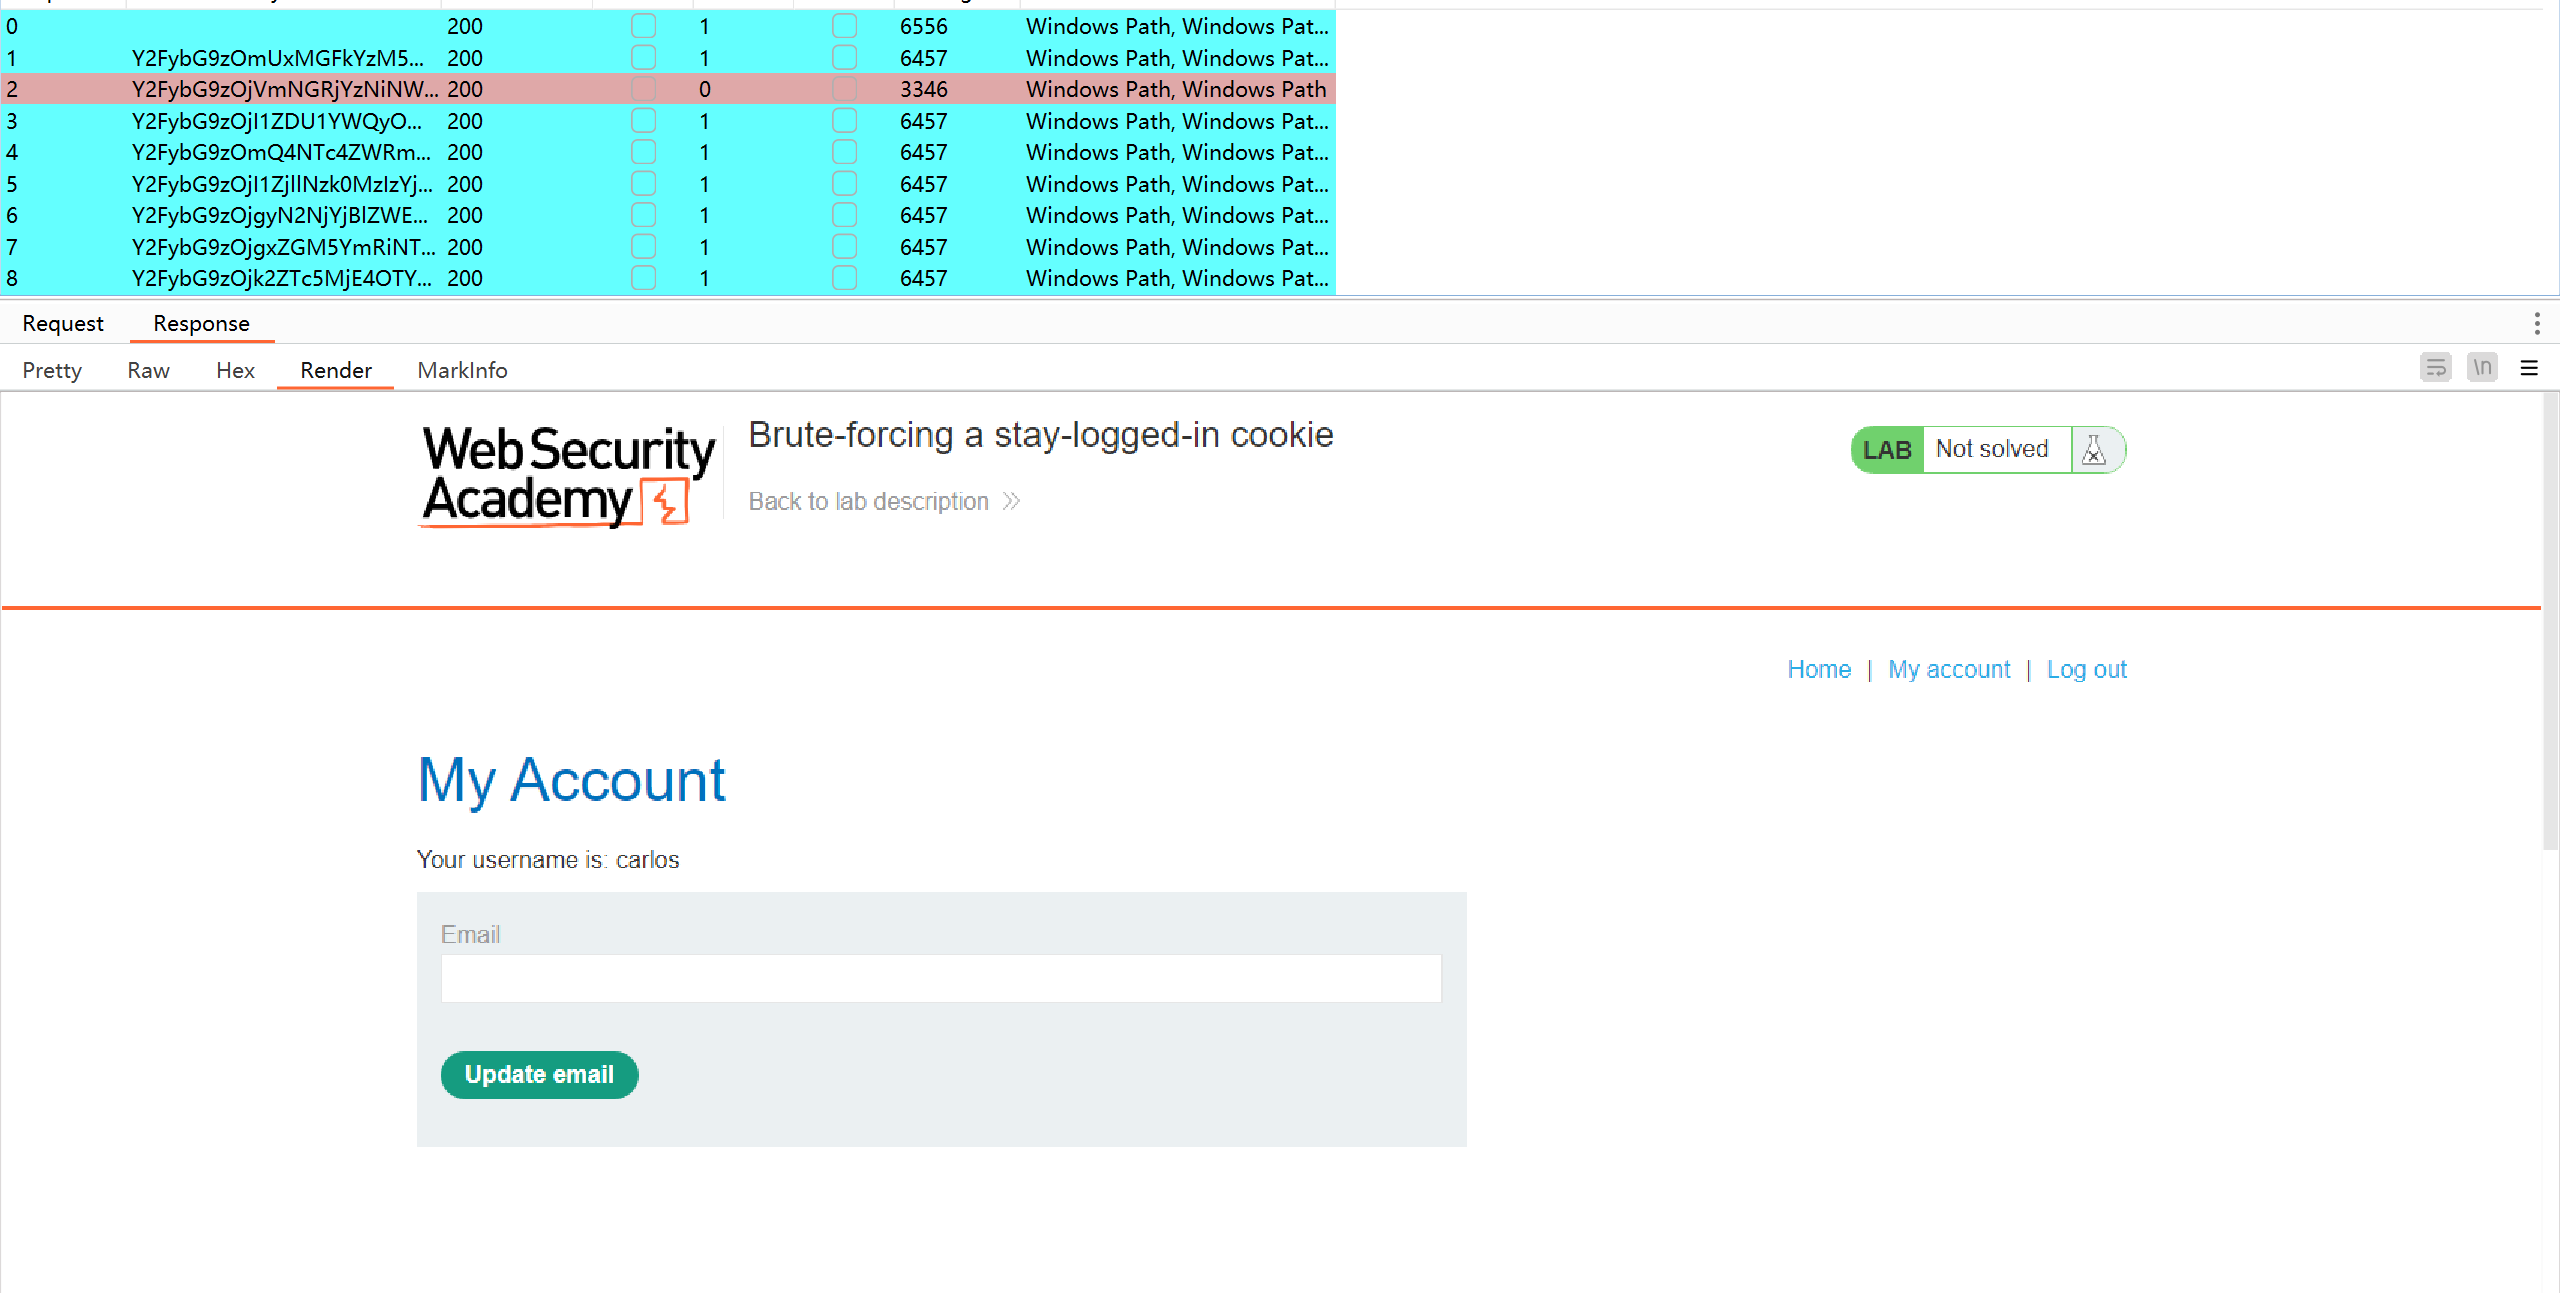 0 200 1 6556 Windows Path, Windows Pat...
1 Y2FybG9zOmUxMGFkYzM5... 200 1 6457 Windows Path, Windows Pat...
2 Y2FybG9zOjVmNGRjYzNiNW... 200 0 3346 Windows Path, Windows Path
3 Y2FybG9zOjI1ZDU1YWQyO... 200 1 6457 Windows Path, Windows Pat...
4 Y2FybG9zOmQ4NTc4ZWRm... 200 1 6457 Windows Path, Windows Pat...
5 Y2FybG9zOjI1ZjllNzk0MzIzYj... 200 1 6457 Windows Path, Windows Pat...
6 Y2FybG9zOjgyN2NjYjBlZWE... 200 1 6457 Windows Path, Windows Pat...
7 Y2FybG9zOjgxZGM5YmRiNT... 200 1 6457 Windows Path, Windows Pat...
8 Y2FybG9zOjk2ZTc5MjE4OTY... 200 1 6457 Windows Path, Windows Pat...
Request Response
Pretty Raw Hex Render MarkInfo \n
Web Security
Academy
Brute-forcing a stay-logged-in cookie
Back to lab description
LAB Not solved
Home | My account | Log out
My Account
Your username is: carlos
Email
Update email